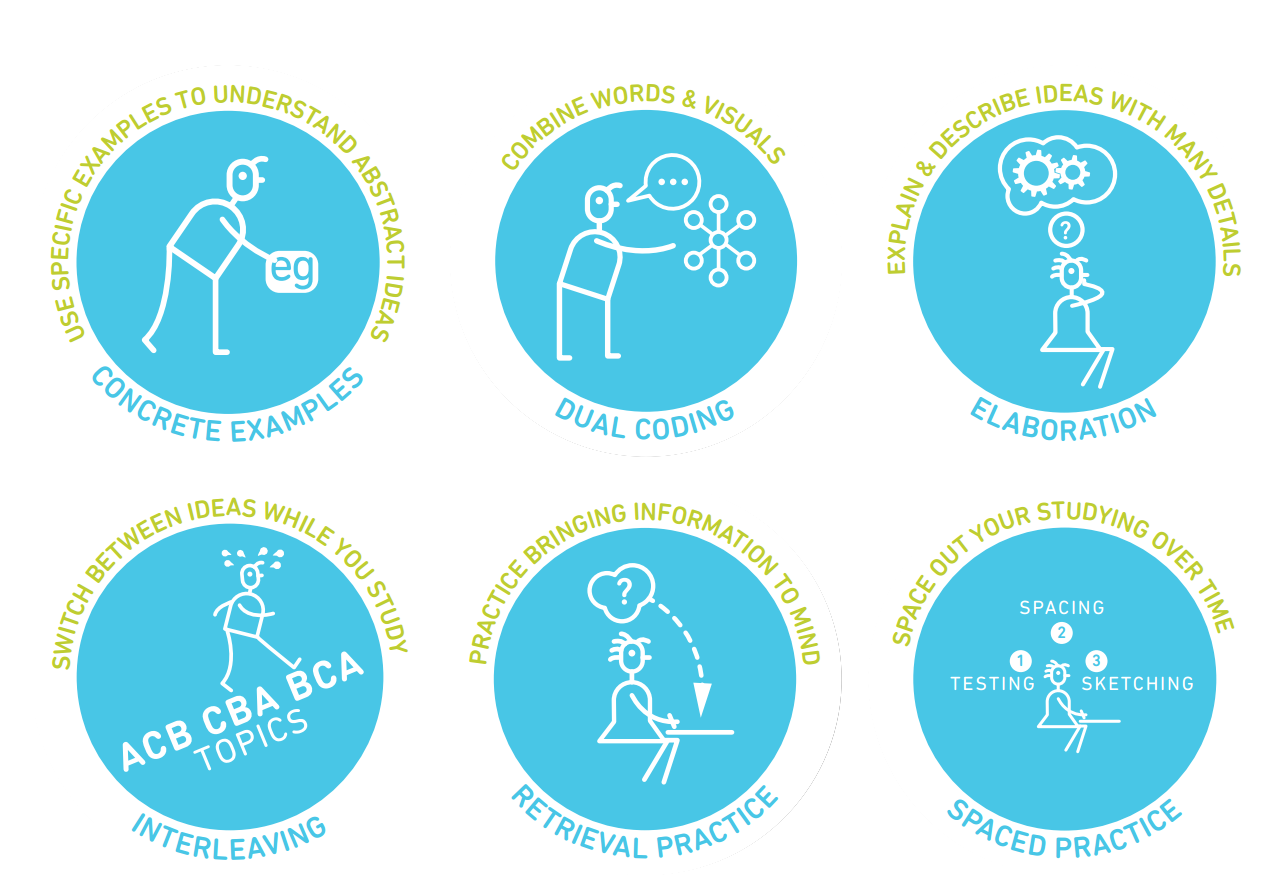 USE SPECIFIC EXAMPLES TO UNDERSTAND ABSTRACT IDEAS
eg
CONCRETE EXAMPLES
COMBINE WORDS & VISUALS
DUAL CODING
EXPLAIN & DESCRIBE IDEAS WITH MANY DETAILS
?
ELABORATION
SWITCH BETWEEN IDEAS WHILE YOU STUDY
ACB CBA BCA
TOPICS
INTERLEAVING
PRACTICE BRINGING INFORMATION TO MIND
?
RETRIEVAL PRACTICE
SPACE OUT YOUR STUDYING OVER TIME
SPACING
2
1 3
TESTING SKETCHING
SPACED PRACTICE